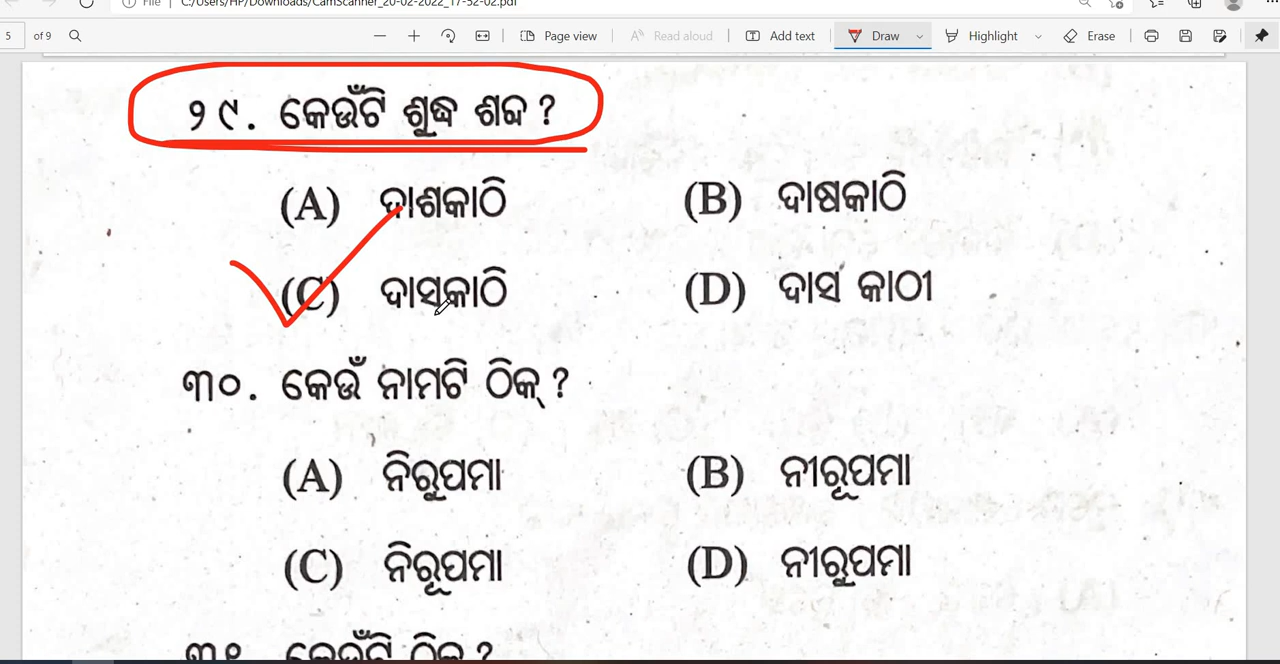 File C:/Users/HP/Downloads/CamScanner_20-02-2022_17-52-02.pdf
5 of 9 Page view Read aloud Add text Draw Highlight Erase
୨୯. କେଉଁଟି ଶୁଦ୍ଧ ଶବ୍ଦ ?
(A) ଦାଶକାଠି (B) ଦାଷକାଠି
(C) ଦାସକାଠି (D) ଦାସ କାଠୀ
୩୦. କେଉଁ ନାମଟି ଠିକ୍ ?
(A) ନିରୁପମା (B) ନୀରୂପମା
(C) ନିରୂପମା (D) ନୀରୁପମା
୩୧. କେଉଁଟି ଠିକ୍ ?